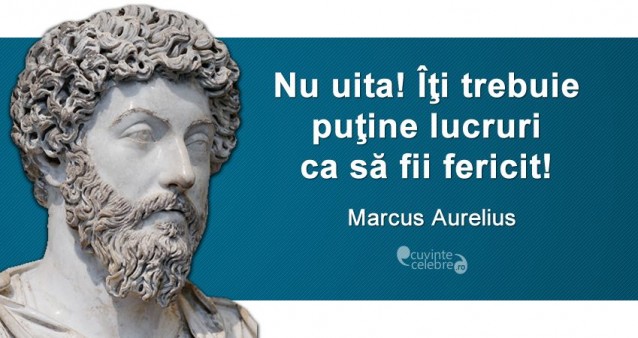 Nu uita! Îţi trebuie
puţine lucruri
ca să fii fericit!
Marcus Aurelius
cuvinte
celebre.ro